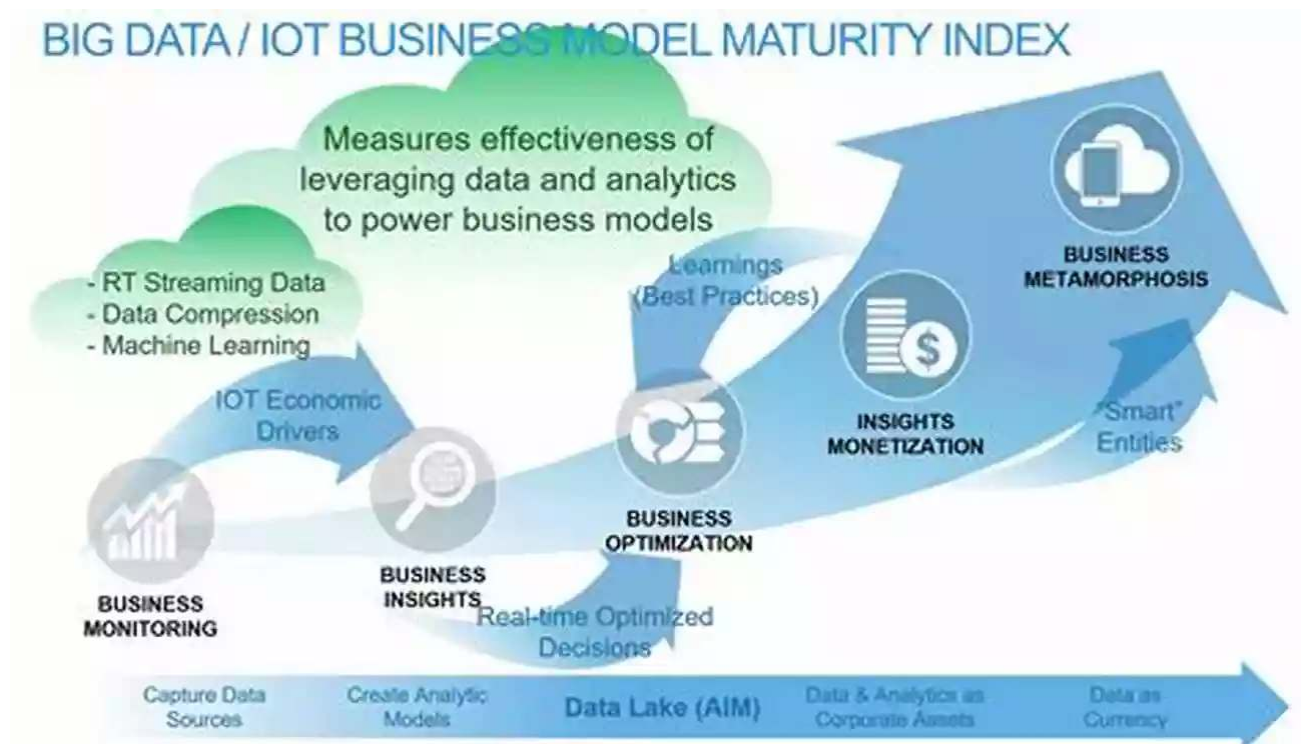 BIG DATA / IOT BUSINESS MODEL MATURITY INDEX
Measures effectiveness of
leveraging data and analytics
to power business models
- RT Streaming Data
- Data Compression
- Machine Learning
IOT Economic
Drivers
Learnings
(Best Practices)
BUSINESS
METAMORPHOSIS
$
INSIGHTS
MONETIZATION
"Smart"
Entities
BUSINESS
OPTIMIZATION
BUSINESS
INSIGHTS
BUSINESS
MONITORING
Real-time Optimized
Decisions
Capture Data
Sources
Create Analytic
Models
Data Lake (AIM)
Data & Analytics as
Corporate Assets
Data as
Currency